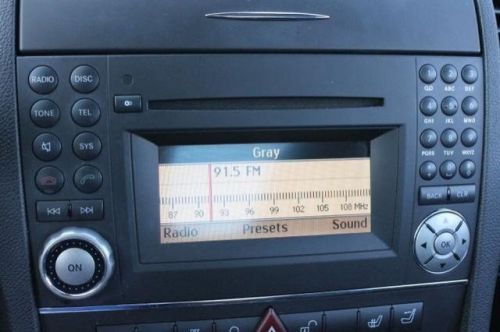 RADIO DISC
TONE TEL
SYS
ON
Gray
91.5 FM
87 90 93 96 99 102 105 108 MHz
Radio Presets Sound
ABC DEF
GHI JKL MNO
PQR TUV WXYZ
BACK CLR
OK